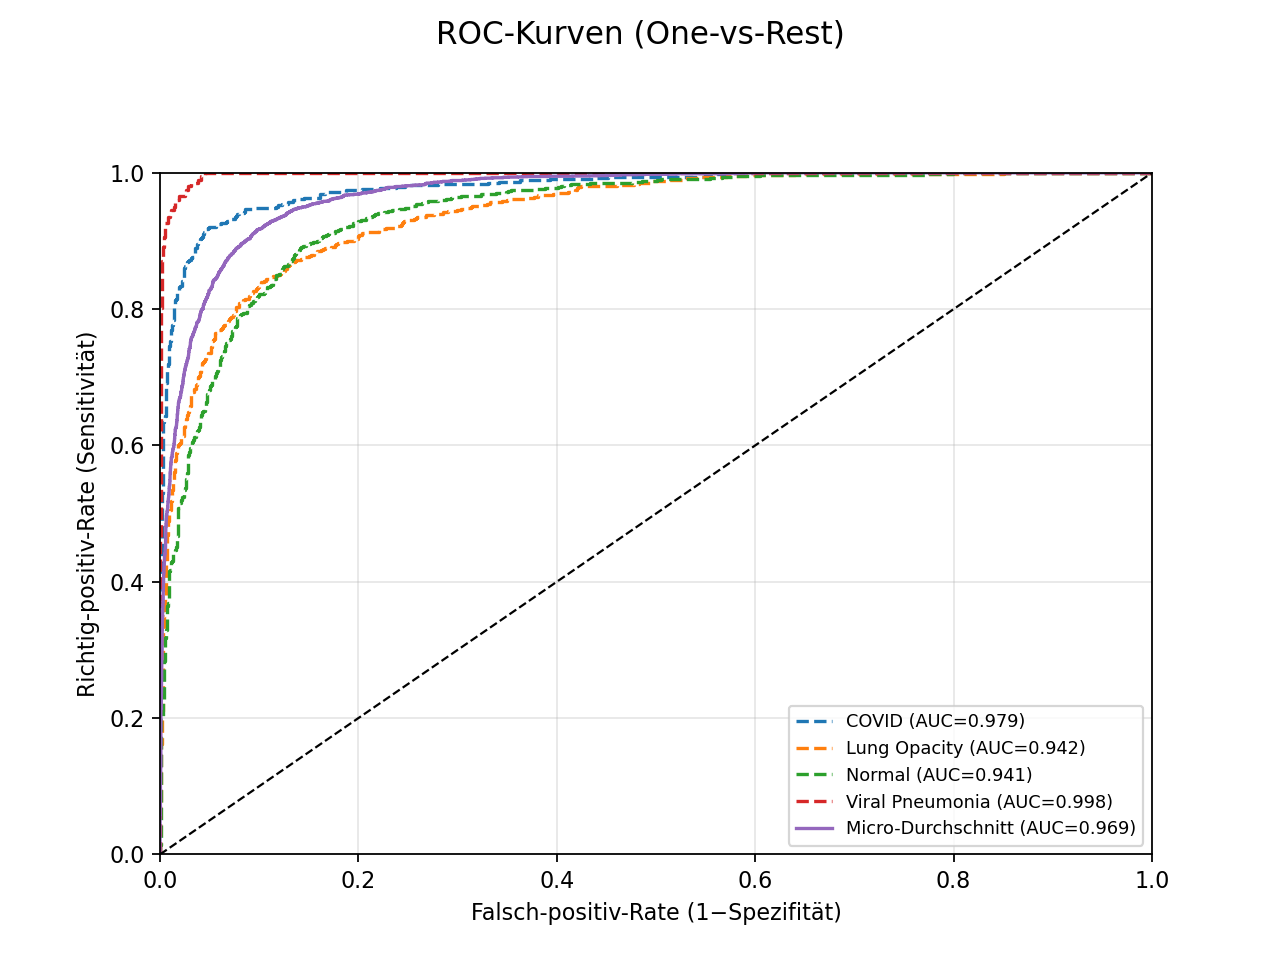 ROC-Kurven (One-vs-Rest)
1.0
0.8
0.6
0.4
0.2
0.0
Richtig-positiv-Rate (Sensitivität)
COVID (AUC=0.979)
Lung Opacity (AUC=0.942)
Normal (AUC=0.941)
Viral Pneumonia (AUC=0.998)
Micro-Durchschnitt (AUC=0.969)
0.0 0.2 0.4 0.6 0.8 1.0
Falsch-positiv-Rate (1−Spezifität)